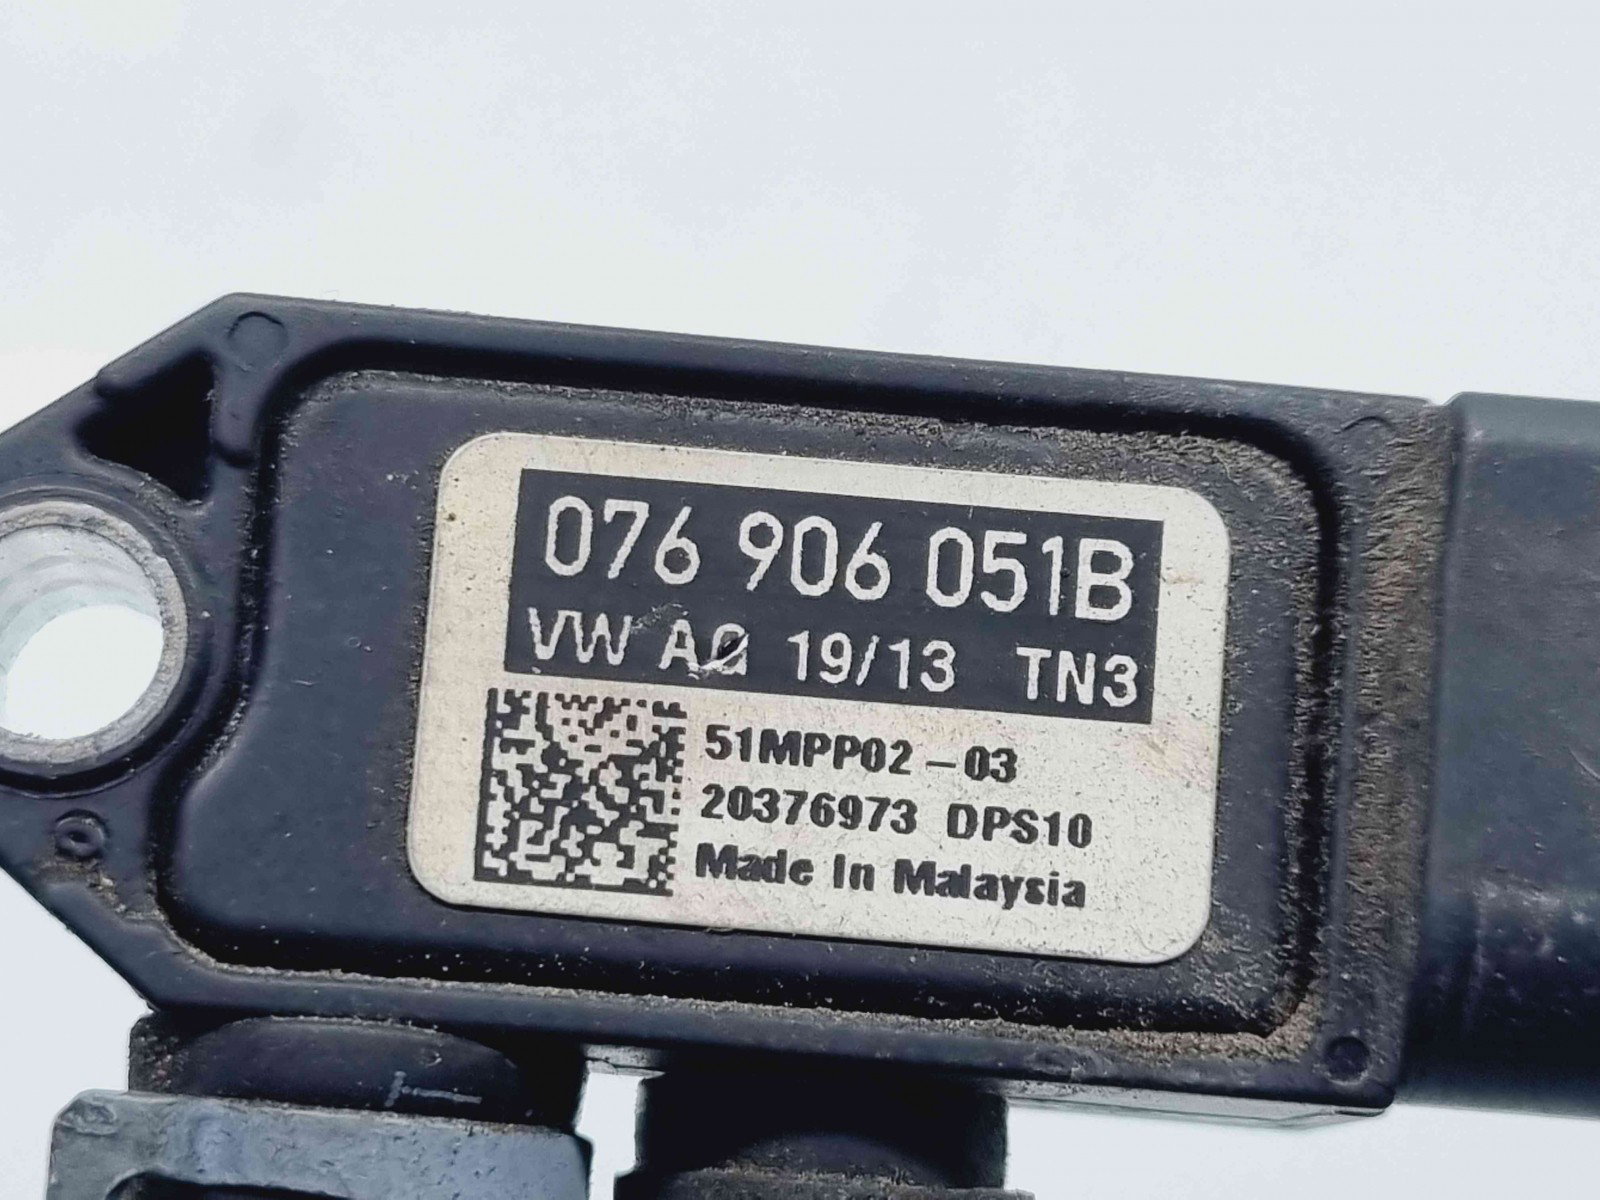 076 906 051B
VW AG 19/13 TN3
51MPP02-03
20376973 DPS10
Made In Malaysia